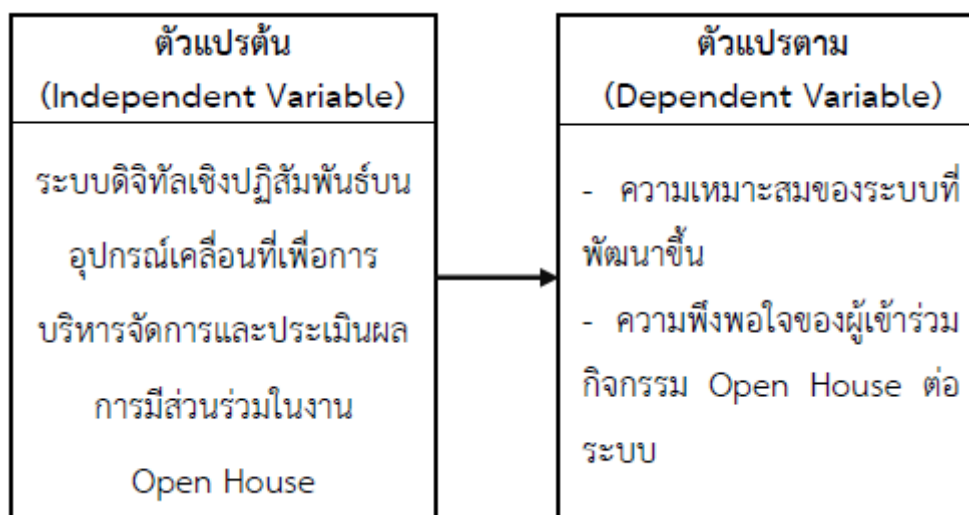 ตัวแปรต้น
(Independent Variable)
ระบบดิจิทัลเชิงปฏิสัมพันธ์บน
อุปกรณ์เคลื่อนที่เพื่อการ
บริหารจัดการและประเมินผล
การมีส่วนร่วมในงาน
Open House
ตัวแปรตาม
(Dependent Variable)
- ความเหมาะสมของระบบที่
พัฒนาขึ้น
- ความพึงพอใจของผู้เข้าร่วม
กิจกรรม Open House ต่อ
ระบบ